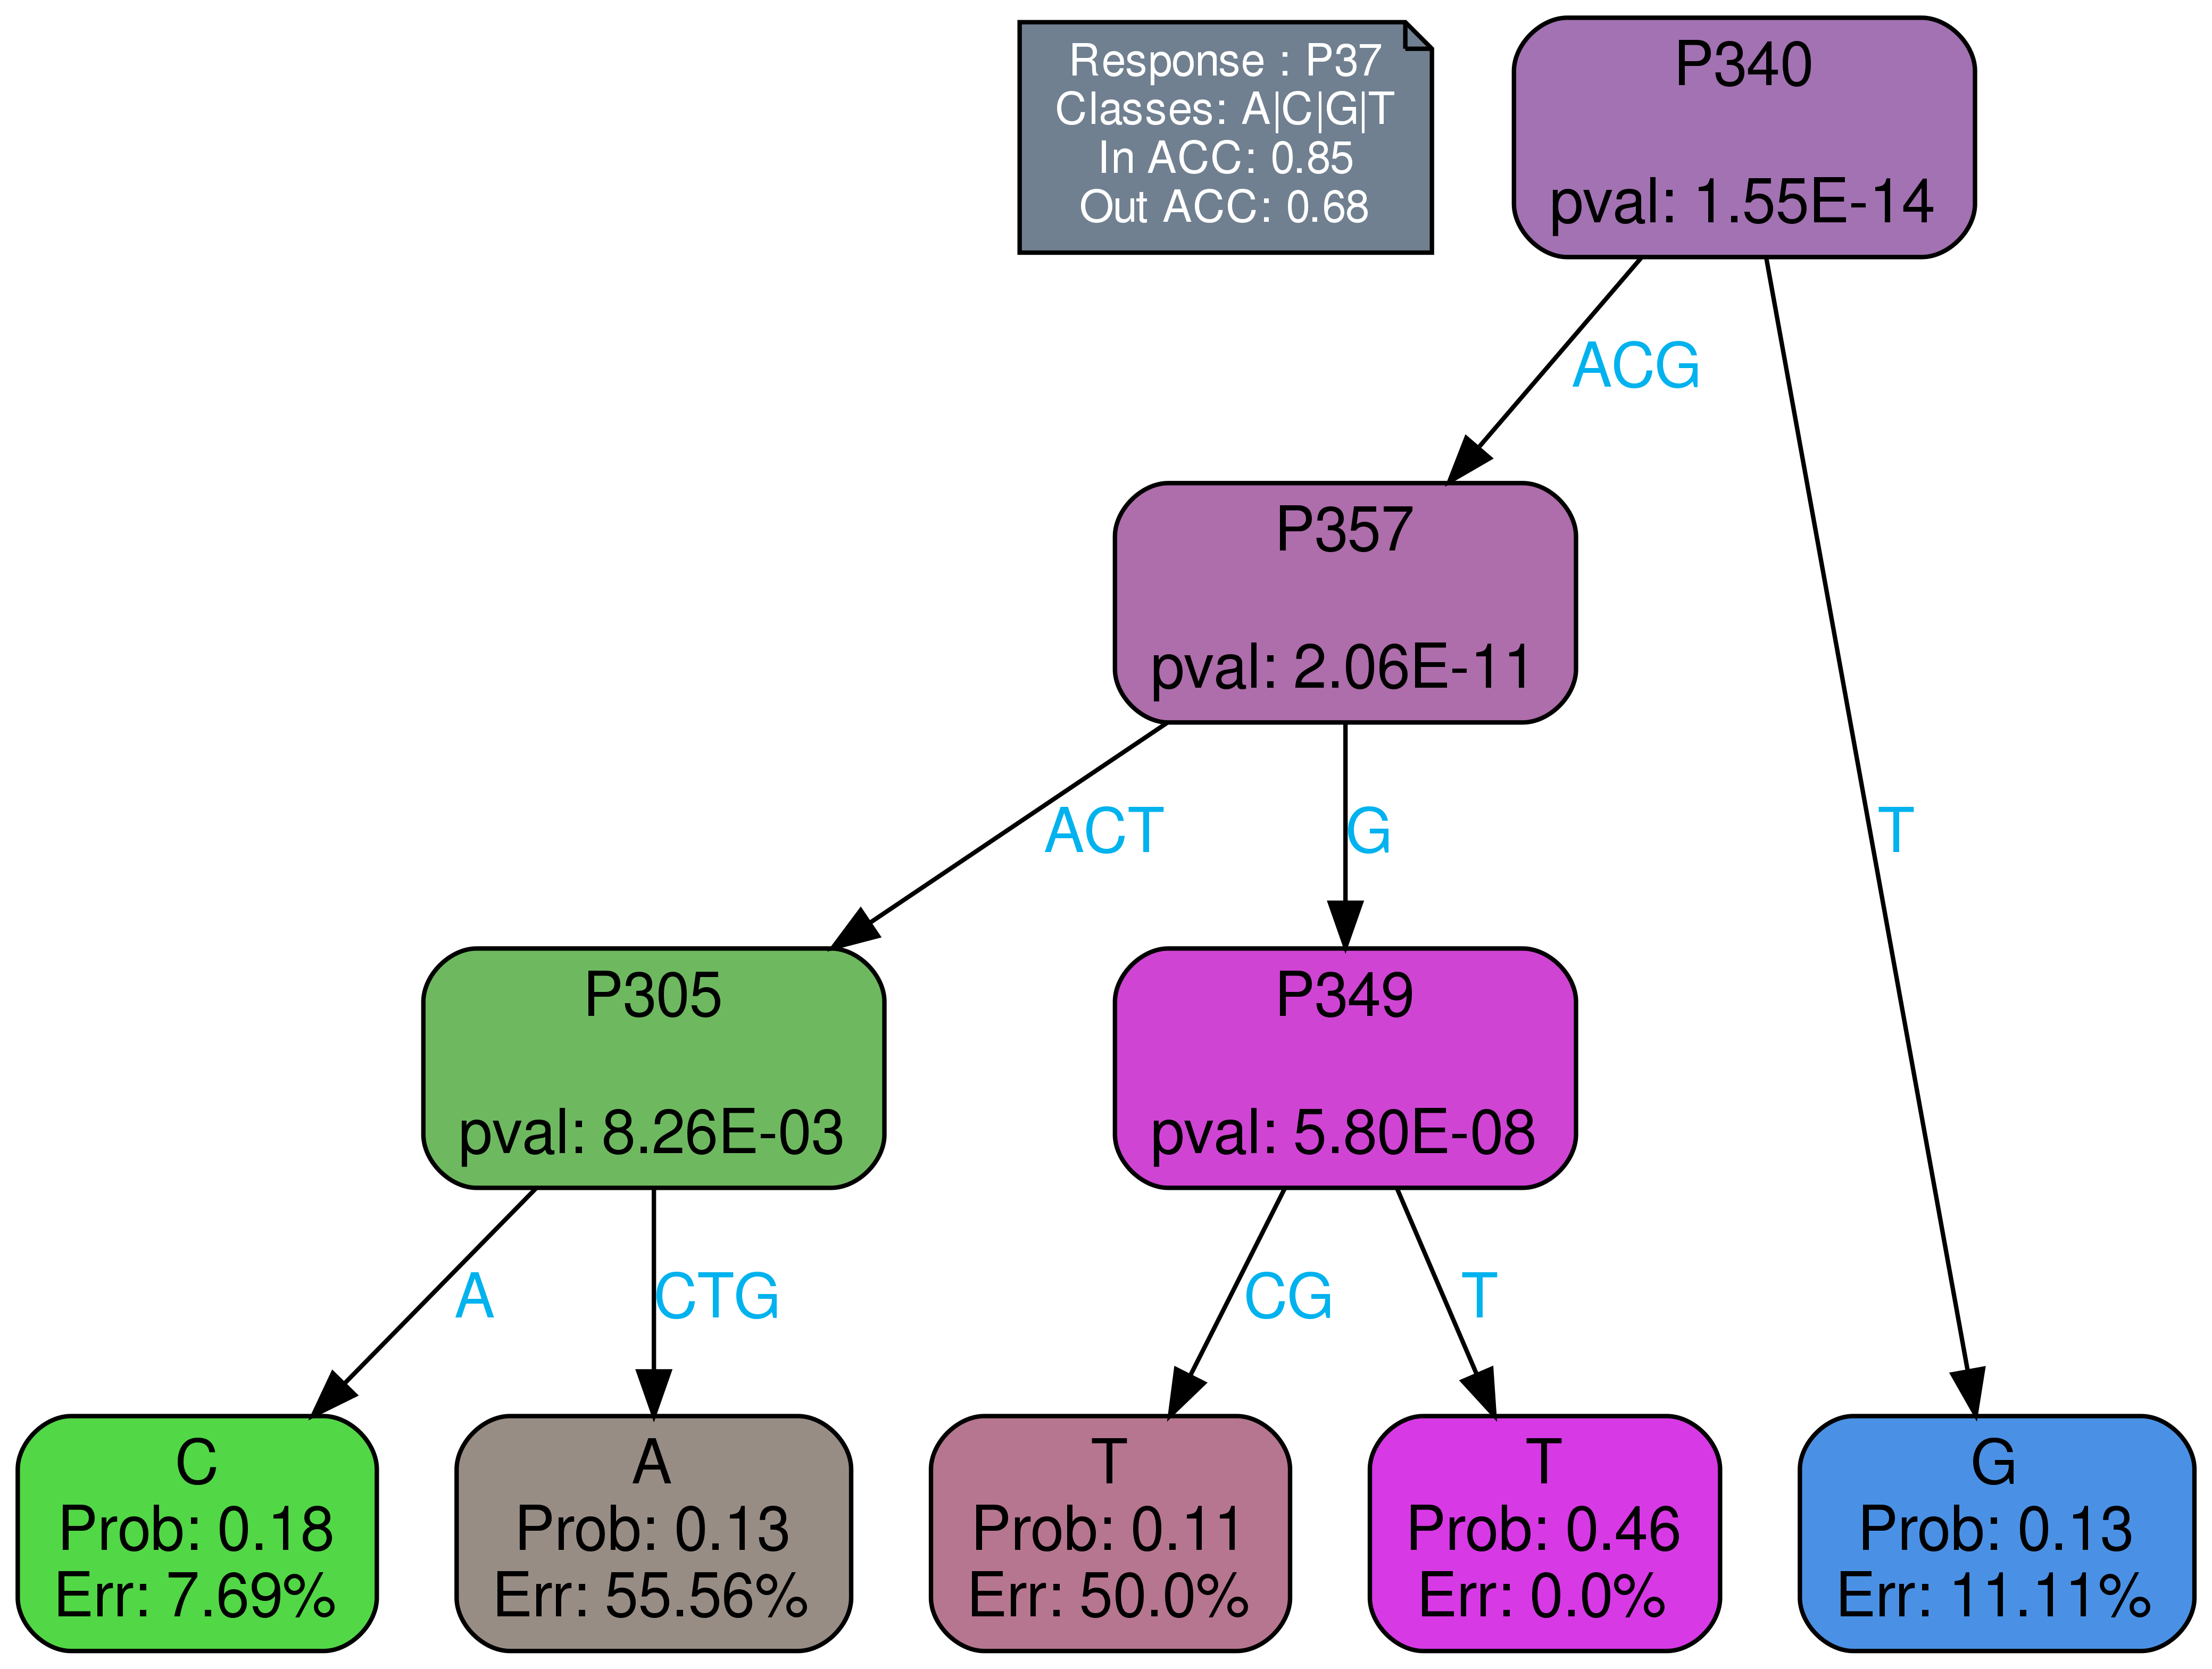 Response : P37
Classes: A|C|G|T
In ACC: 0.85
Out ACC: 0.68
P340
pval: 1.55E-14
ACG
P357
pval: 2.06E-11
ACT
G
T
P305
pval: 8.26E-03
P349
pval: 5.80E-08
A
CTG
CG
T
C
Prob: 0.18
Err: 7.69%
A
Prob: 0.13
Err: 55.56%
T
Prob: 0.11
Err: 50.0%
T
Prob: 0.46
Err: 0.0%
G
Prob: 0.13
Err: 11.11%